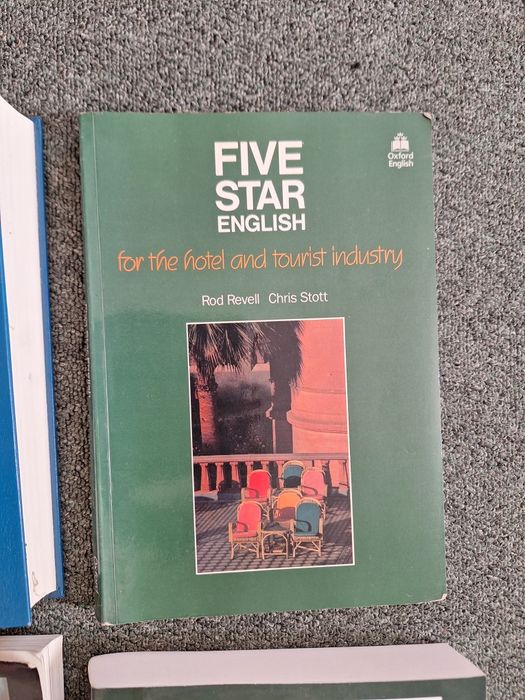 FIVE
STAR
ENGLISH
Oxford
English
for the hotel and tourist industry
Rod Revell Chris Stott